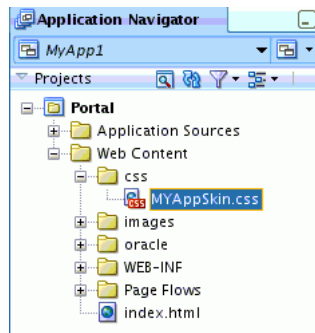 Application Navigator
MyApp1
Projects
Portal
Application Sources
Web Content
css
MYAppSkin.css
images
oracle
WEB-INF
Page Flows
index.html